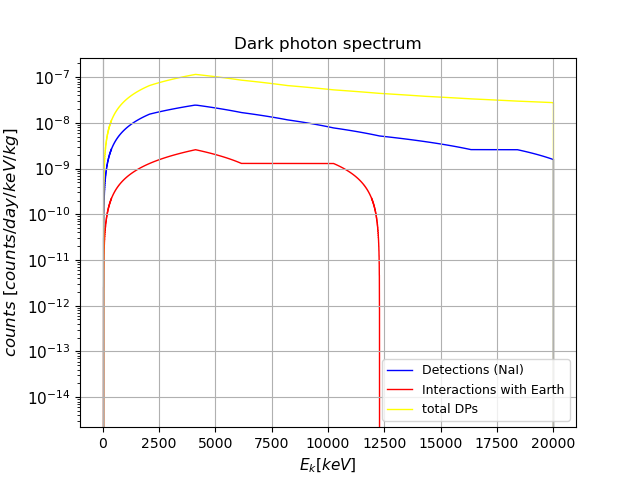 Dark photon spectrum
counts [counts/day/keV/kg]
10⁻⁷
10⁻⁸
10⁻⁹
10⁻¹⁰
10⁻¹¹
10⁻¹²
10⁻¹³
10⁻¹⁴
Detections (NaI)
Interactions with Earth
total DPs
0 2500 5000 7500 10000 12500 15000 17500 20000
Eₖ[keV]